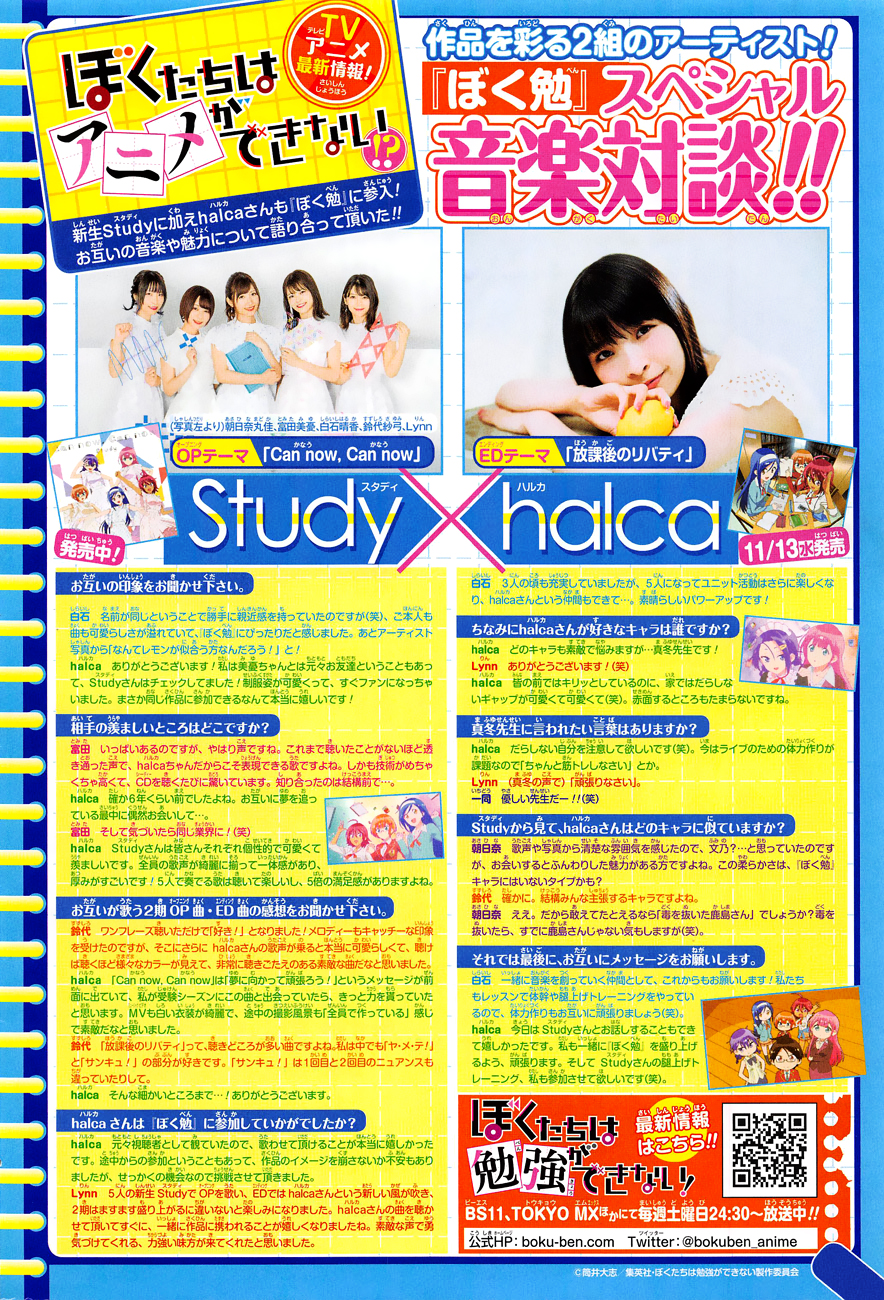 ぼくたちは
アニメが
できない!?
TVアニメ
最新情報!
新生Studyに加えhalcaさんも『ぼく勉』に参入!
お互いの音楽や魅力について語り合って頂いた!!
作品を彩る2組のアーティスト!
『ぼく勉』スペシャル
音楽対談!!
(写真左より)朝日奈丸佳、富田美憂、白石晴香、鈴代紗弓、Lynn
OPテーマ 「Can now, Can now」
EDテーマ 「放課後のリバティ」
発売中!
Study×halca
11/13(水)発売
お互いの印象をお聞かせ下さい。
白石 名前が同じということで勝手に親近感を持っていたのですが(笑)、ご本人も
曲も可愛らしさが溢れていて、『ぼく勉』にぴったりだと感じました。あとアーティスト
写真から「なんてレモンが似合う方なんだろう!」と!
halca ありがとうございます!私は美憂ちゃんとは元々お友達ということもあっ
て、Studyさんはチェックしてました!制服姿が可愛くって、すぐファンになっちゃ
いました。まさか同じ作品に参加できるなんて本当に嬉しいです!
相手の羨ましいところはどこですか?
富田 いっぱいあるのですが、やはり声ですね。これまで聴いたことがないほど透
き通った声で、halcaちゃんだからこそ表現できる歌ですよね。しかも技術がめちゃ
くちゃ高くて、CDを聴くたびに驚いています。知り合ったのは結構前で…。
halca 確か6年くらい前でしたよね。お互いに夢を追っ
ている最中に偶然お会いして…。
富田 そして気づいたら同じ業界に!(笑)
halca Studyさんは皆さんそれぞれ個性的で可愛くて
羨ましいです。全員の歌声が綺麗に揃って一体感があり、
厚みがすごいです!5人で奏でる歌は聴いて楽しいし、5倍の満足感がありますよね。
お互いが歌う2期OP曲・ED曲の感想をお聞かせ下さい。
鈴代 ワンフレーズ聴いただけで「好き!」となりました!メロディーもキャッチーな印象
を受けたのですが、そこにさらにhalcaさんの歌声が乗ると本当に可愛らしくて、聴け
ば聴くほど様々なカラーが見えて、非常に聴きごたえのある素敵な曲だなと思いました。
halca 「Can now, Can now」は「夢に向かって頑張ろう!」というメッセージが前
面に出ていて、私が受験シーズンにこの曲と出会っていたら、きっと力を貰っていた
と思います。MVも白い衣装が綺麗で、途中の撮影風景も「全員で作っている」感じ
で素敵だなと思いました。
鈴代 「放課後のリバティ」って、聴きどころが多い曲ですよね。私は中でも「ヤ・メ・テ!」
と「サンキュ!」の部分が好きです。「サンキュ!」は1回目と2回目のニュアンスも
違っていたりして。
halca そんな細かいところまで…!ありがとうございます。
halcaさんは『ぼく勉』に参加していかがでしたか?
halca 元々視聴者として観ていたので、歌わせて頂けることが本当に嬉しかった
です。途中からの参加ということもあって、作品のイメージを崩さないか不安もあり
ましたが、せっかくの機会なので挑戦させて頂きました。
Lynn 5人の新生StudyでOPを歌い、EDではhalcaさんという新しい風が吹き、
2期はますます盛り上がるに違いないと楽しみになりました。halcaさんの曲を聴か
せて頂いてすぐに、一緒に作品に携われることが嬉しくなりましたね。素敵な声で勇
気づけてくれる、力強い味方が来てくれたと思いました。
白石 3人の頃も充実していましたが、5人になってユニット活動はさらに楽しくな
り、halcaさんという仲間もできて…。素晴らしいパワーアップです!
ちなみにhalcaさんが好きなキャラは誰ですか?
halca どのキャラも素敵で悩みますが…真冬先生です!
Lynn ありがとうございます!(笑)
halca 皆の前ではキリッとしているのに、家ではだらしな
いギャップが可愛くて可愛くて(笑)。赤面するところもたまらないですね。
真冬先生に言われたい言葉はありますか?
halca だらしない自分を注意して欲しいです(笑)。今はライブのための体力作りが
課題なので「ちゃんと筋トレしなさい」とか。
Lynn (真冬の声で)「頑張りなさい」。
一同 優しい先生だー!!(笑)
Studyから見て、halcaさんはどのキャラに似ていますか?
朝日奈 歌声や写真から清楚な雰囲気を感じたので、文乃?…と思っていたのです
が、お会いするとふんわりした魅力がある方ですよね。この柔らかさは、『ぼく勉』
キャラにはないタイプかも?
鈴代 確かに。結構みんな主張するキャラですよね。
朝日奈 ええ。だから敢えてたとえるなら「毒を抜いた鹿島さん」でしょうか?毒を
抜いたら、すでに鹿島さんじゃない気もしますが(笑)。
それでは最後に、お互いにメッセージをお願いします。
白石 一緒に音楽を創っていく仲間として、これからもお願いします!私たち
もレッスンで体幹や腿上げトレーニングをやってい
るので、体力作りもお互いに頑張りましょう(笑)。
halca 今日はStudyさんとお話しすることもでき
て嬉しかったです。私も一緒に『ぼく勉』を盛り上げ
るよう、頑張ります。そしてStudyさんの腿上げト
レーニング、私も参加させて欲しいです(笑)。
ぼくたちは
勉強が
できない!
最新情報
はこちら!!
BS11、TOKYO MXほかにて毎週土曜日24:30〜放送中!!
公式HP:boku-ben.com Twitter:@bokuben_anime
©筒井大志/集英社・ぼくたちは勉強ができない製作委員会